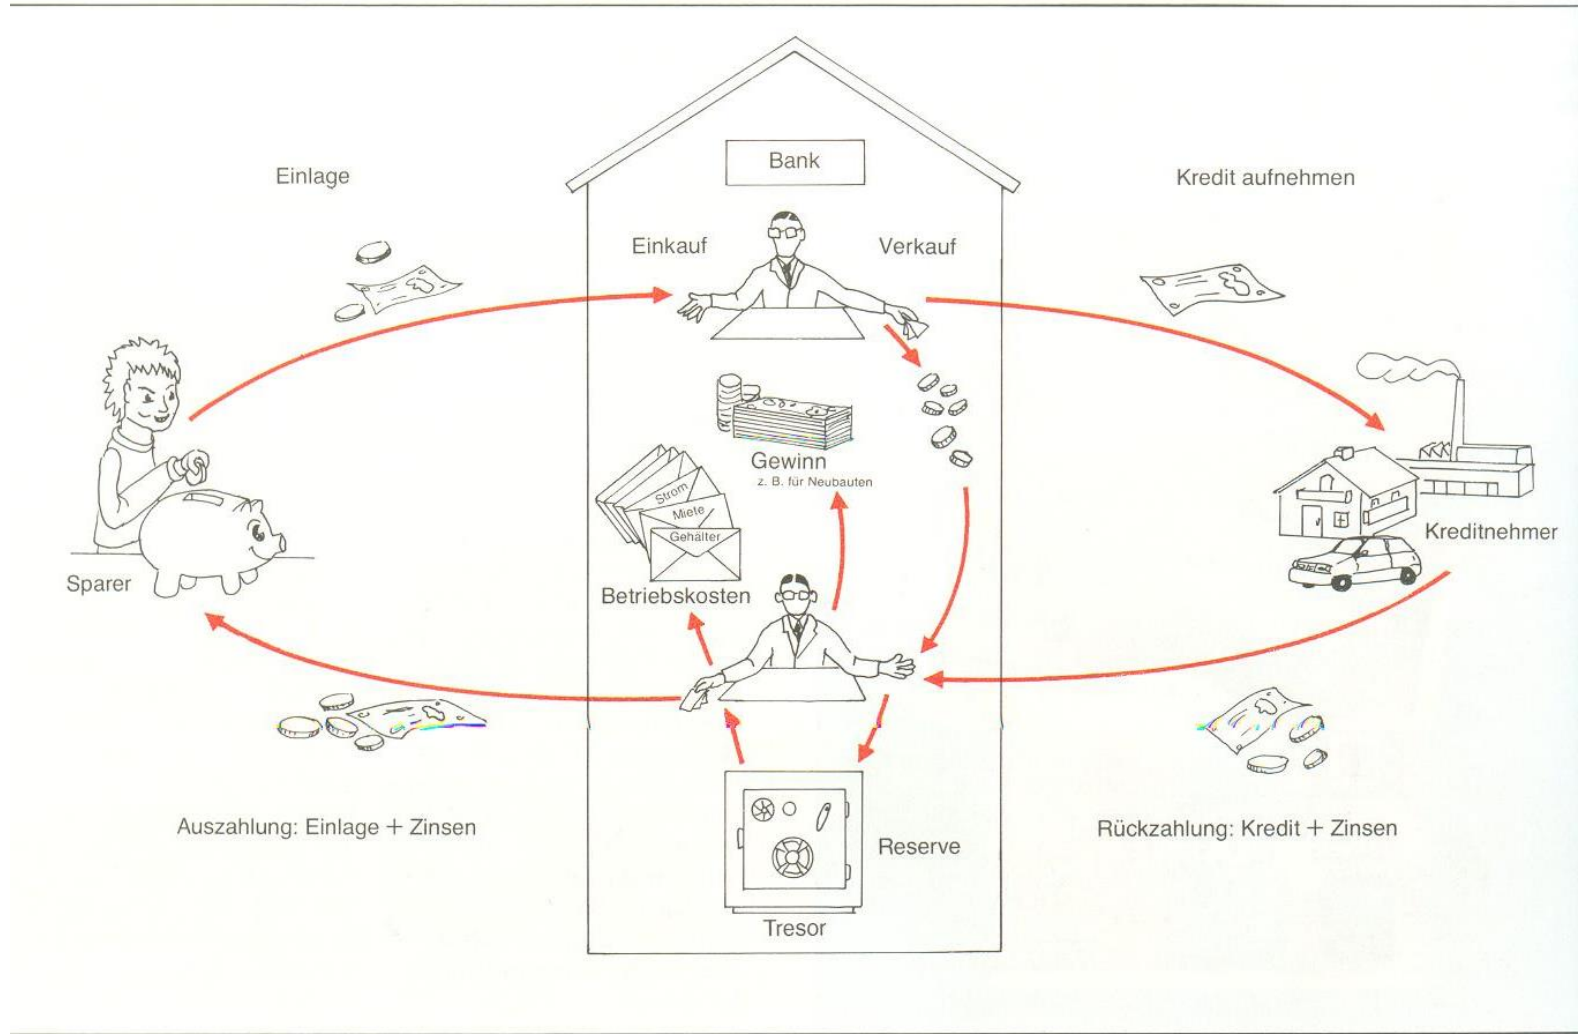 Bank
Einlage
Kredit aufnehmen
Einkauf
Verkauf
Gewinn
z. B. für Neubauten
Strom
Miete
Gehälter
Betriebskosten
Sparer
Kreditnehmer
Auszahlung: Einlage + Zinsen
Rückzahlung: Kredit + Zinsen
Reserve
Tresor